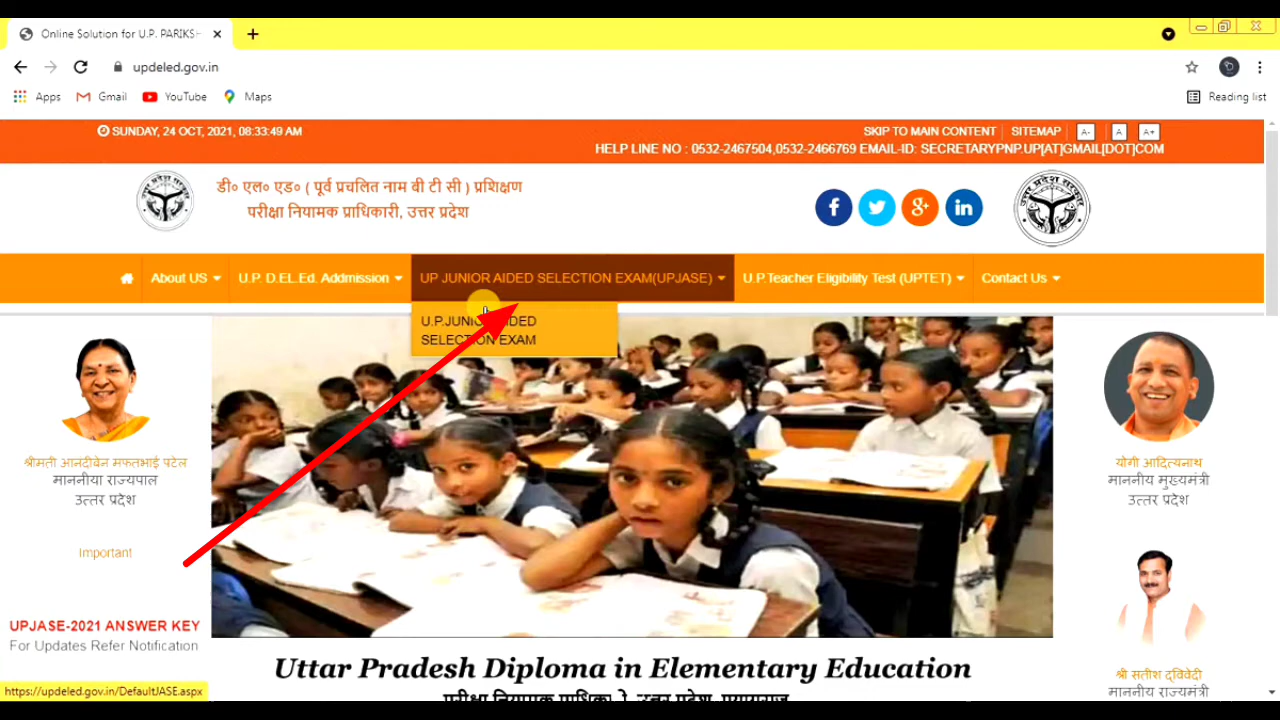 Online Solution for U.P. PARIKS
updeled.gov.in
Apps Gmail YouTube Maps Reading list
SUNDAY, 24 OCT, 2021, 08:33:49 AM SKIP TO MAIN CONTENT SITEMAP A- A A+
HELP LINE NO : 0532-2467504,0532-2466769 EMAIL-ID: SECRETARYPNP.UP[AT]GMAIL[DOT]COM
डी० एल० एड० ( पूर्व प्रचलित नाम बी टी सी ) प्रशिक्षण
परीक्षा नियामक प्राधिकारी, उत्तर प्रदेश
About US U.P. D.EL.Ed. Addmission UP JUNIOR AIDED SELECTION EXAM(UPJASE) U.P.Teacher Eligibility Test (UPTET) Contact Us
U.P.JUNIOR AIDED
SELECTION EXAM
श्रीमती आनंदीबेन मफतभाई पटेल
माननीया राज्यपाल
उत्तर प्रदेश
योगी आदित्यनाथ
माननीय मुख्यमंत्री
उत्तर प्रदेश
Important
UPJASE-2021 ANSWER KEY
For Updates Refer Notification
Uttar Pradesh Diploma in Elementary Education
श्री सतीश द्विवेदी
माननीय राज्यमंत्री
https://updeled.gov.in/DefaultJASE.aspx